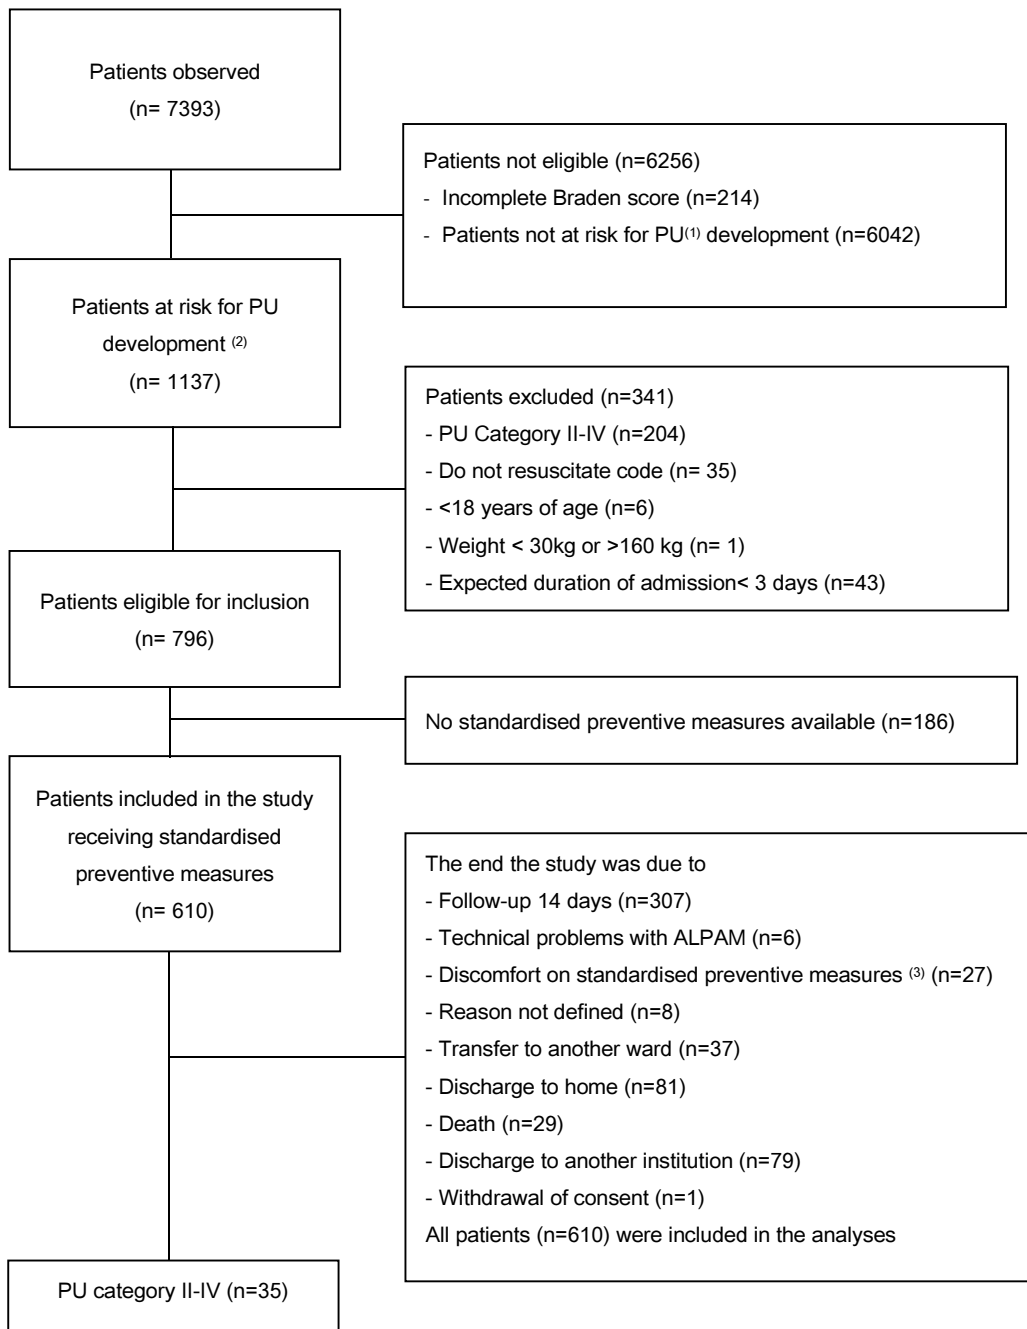 Patients observed
(n= 7393)
Patients not eligible (n=6256)
- Incomplete Braden score (n=214)
- Patients not at risk for PU(1) development (n=6042)
Patients at risk for PU
development (2)
(n= 1137)
Patients excluded (n=341)
- PU Category II-IV (n=204)
- Do not resuscitate code (n= 35)
- <18 years of age (n=6)
- Weight < 30kg or >160 kg (n= 1)
- Expected duration of admission< 3 days (n=43)
Patients eligible for inclusion
(n= 796)
No standardised preventive measures available (n=186)
Patients included in the study
receiving standardised
preventive measures
(n= 610)
The end the study was due to
- Follow-up 14 days (n=307)
- Technical problems with ALPAM (n=6)
- Discomfort on standardised preventive measures (3) (n=27)
- Reason not defined (n=8)
- Transfer to another ward (n=37)
- Discharge to home (n=81)
- Death (n=29)
- Discharge to another institution (n=79)
- Withdrawal of consent (n=1)
All patients (n=610) were included in the analyses
PU category II-IV (n=35)